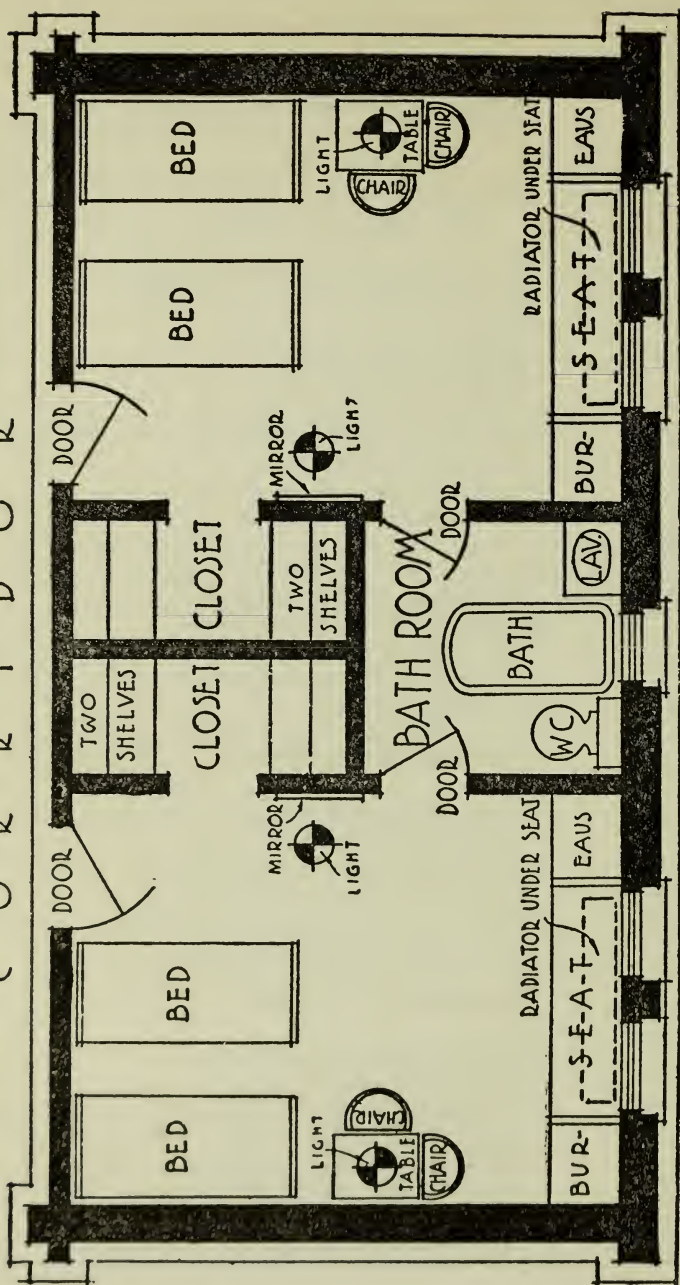 CORRIDOR
DOOR
TWO
SHELVES
DOOR
BED
BED
CLOSET
CLOSET
BED
BED
MIRROR
LIGHT
TWO
SHELVES
MIRROR
LIGHT
LIGHT
TABLE
CHAIR
CHAIR
BATH ROOM
DOOR
DOOR
LIGHT
TABLE
CHAIR
CHAIR
RADIATOR UNDER SEAT
BUR-
SEAT
EAUS
WC
BATH
LAV.
RADIATOR UNDER SEAT
BUR-
SEAT
EAUS